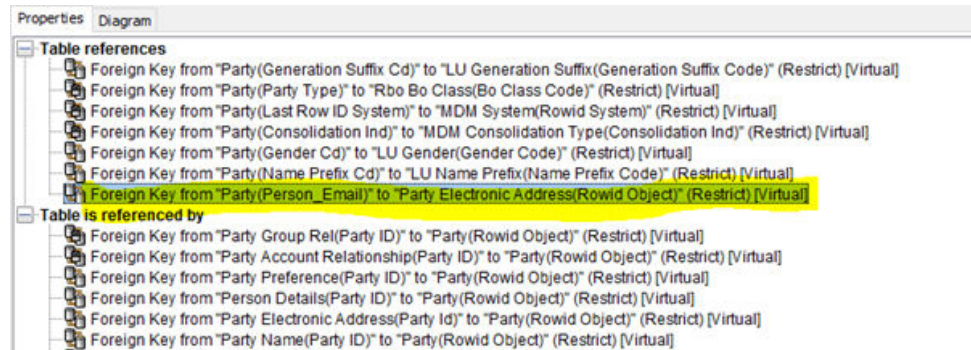 Properties Diagram
Table references
Foreign Key from "Party(Generation Suffix Cd)" to "LU Generation Suffix(Generation Suffix Code)" (Restrict) [Virtual]
Foreign Key from "Party(Party Type)" to "Rbo Bo Class(Bo Class Code)" (Restrict) [Virtual]
Foreign Key from "Party(Last Row ID System)" to "MDM System(Rowid System)" (Restrict) [Virtual]
Foreign Key from "Party(Consolidation Ind)" to "MDM Consolidation Type(Consolidation Ind)" (Restrict) [Virtual]
Foreign Key from "Party(Gender Cd)" to "LU Gender(Gender Code)" (Restrict) [Virtual]
Foreign Key from "Party(Name Prefix Cd)" to "LU Name Prefix(Name Prefix Code)" (Restrict) [Virtual]
Foreign Key from "Party(Person_Email)" to "Party Electronic Address(Rowid Object)" (Restrict) [Virtual]
Table is referenced by
Foreign Key from "Party Group Rel(Party ID)" to "Party(Rowid Object)" (Restrict) [Virtual]
Foreign Key from "Party Account Relationship(Party ID)" to "Party(Rowid Object)" (Restrict) [Virtual]
Foreign Key from "Party Preference(Party ID)" to "Party(Rowid Object)" (Restrict) [Virtual]
Foreign Key from "Person Details(Party ID)" to "Party(Rowid Object)" (Restrict) [Virtual]
Foreign Key from "Party Electronic Address(Party Id)" to "Party(Rowid Object)" (Restrict) [Virtual]
Foreign Key from "Party Name(Party ID)" to "Party(Rowid Object)" (Restrict) [Virtual]